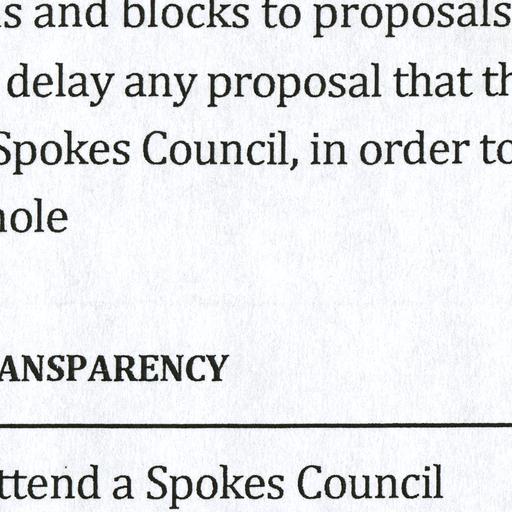 s and blocks to proposals
delay any proposal that th
Spokes Council, in order to
hole
ANSPARENCY
ttend a Spokes Council